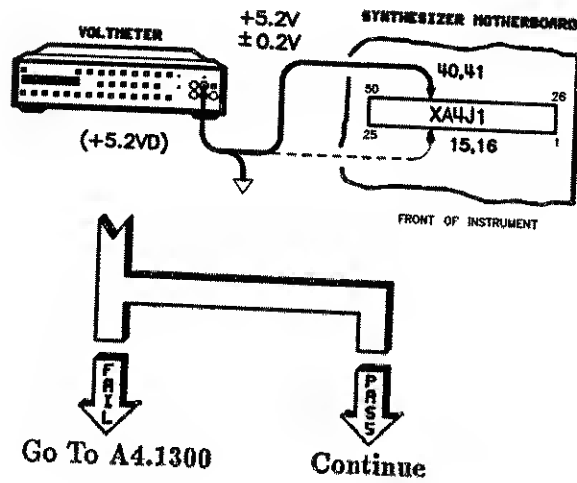 +5.2V
±0.2V
SYNTHESIZER MOTHERBOARD
VOLTMETER
40,41
50
26
XA4J1
(+5.2VD)
25
15,16
1
FRONT OF INSTRUMENT
FAIL
PASS
Go To A4.1300
Continue